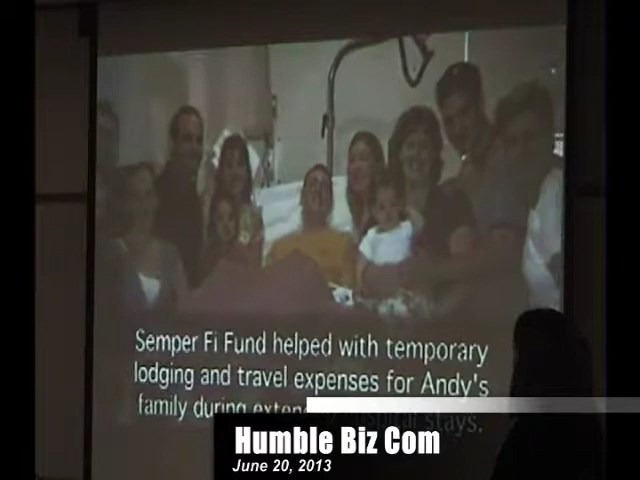 Semper Fi Fund helped with temporary
lodging and travel expenses for Andy's
family during stays.
Humble Biz Com
June 20, 2013